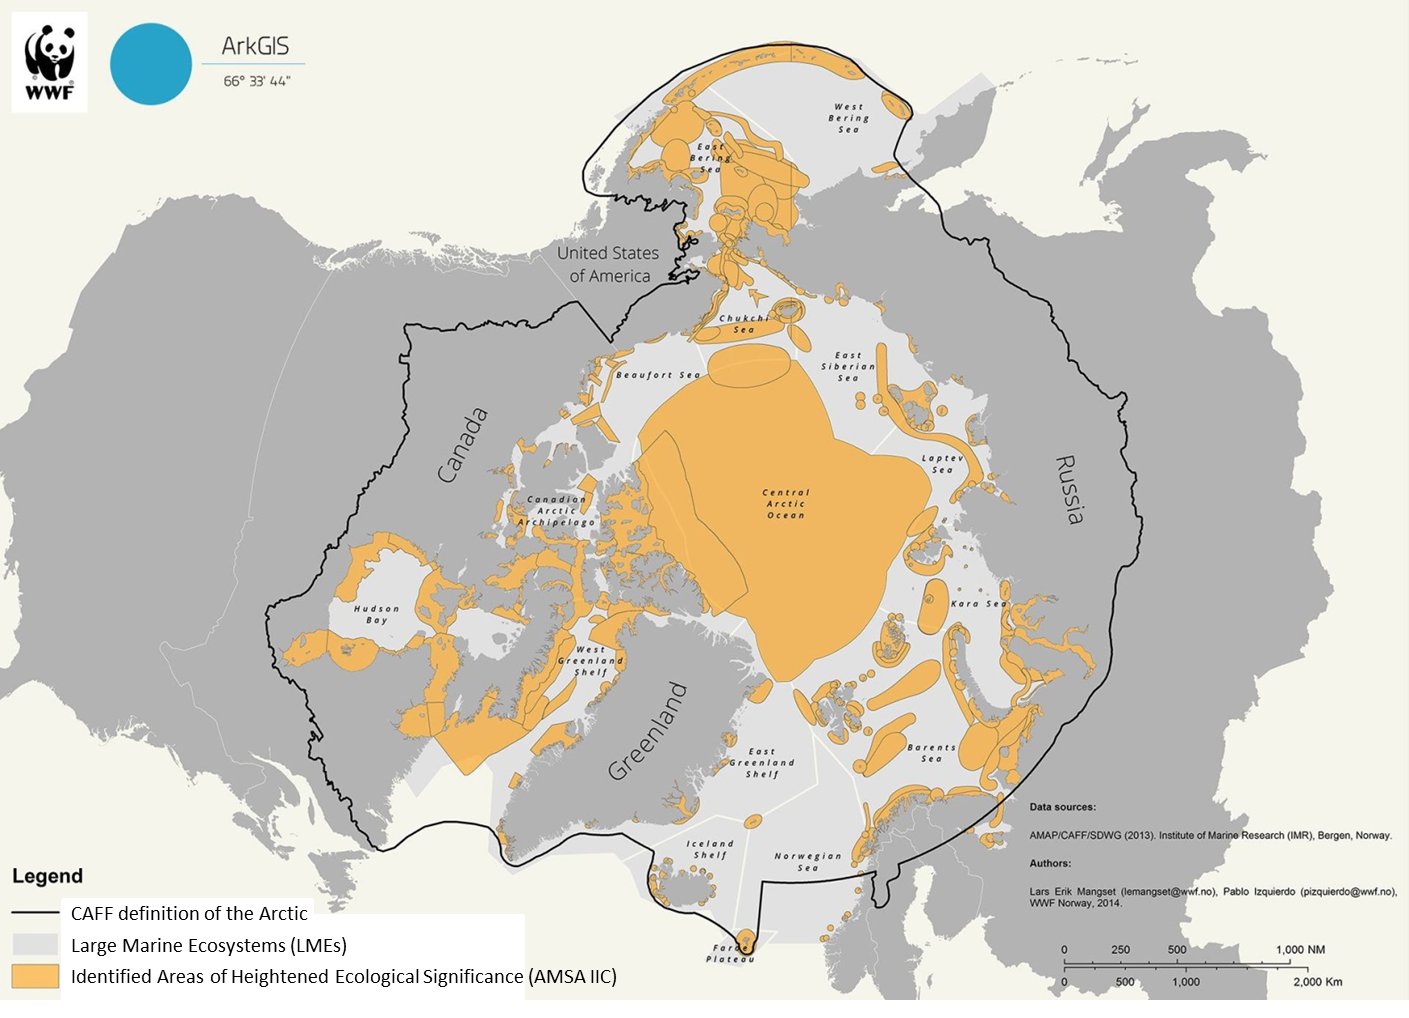 WWF
ArkGIS
66° 33' 44"
West
Bering
Sea
East
Bering
Sea
United States
of America
Chukchi
Sea
Beaufort Sea
East
Siberian
Sea
Canada
Laptev
Sea
Russia
Central
Arctic
Ocean
Canadian
Arctic
Archipelago
Kara Sea
Hudson
Bay
West
Greenland
Shelf
Greenland
Barents
Sea
East
Greenland
Shelf
Iceland
Shelf
Norwegian
Sea
Faroe
Plateau
Data sources:
AMAP/CAFF/SDWG (2013). Institute of Marine Research (IMR), Bergen, Norway.
Authors:
Lars Erik Mangset (lemangset@wwf.no), Pablo Izquierdo (pizquierdo@wwf.no),
WWF Norway, 2014.
Legend
CAFF definition of the Arctic
Large Marine Ecosystems (LMEs)
Identified Areas of Heightened Ecological Significance (AMSA IIC)
0 250 500 1,000 NM
0 500 1,000 2,000 Km